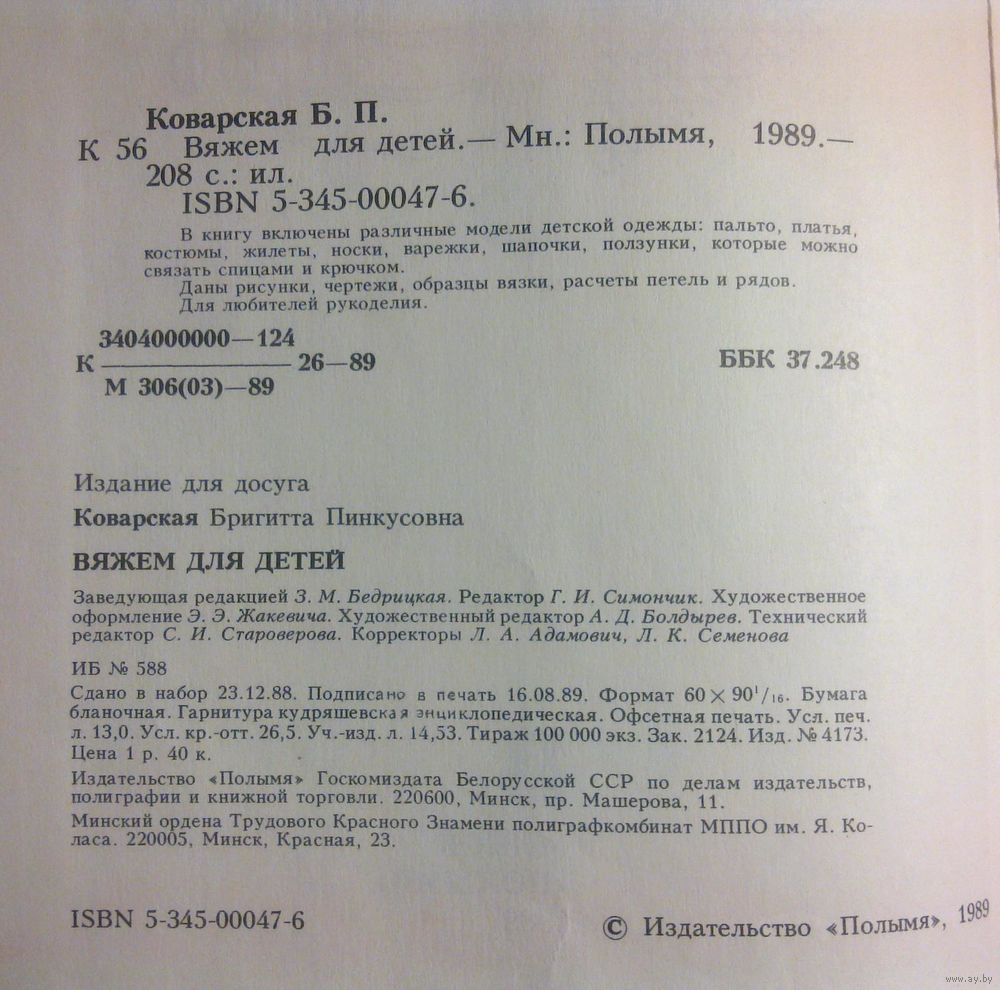 Коварская Б. П.
К 56 Вяжем для детей.— Мн.: Полымя, 1989.—
208 с.: ил.
ISBN 5-345-00047-6.
В книгу включены различные модели детской одежды: пальто, платья,
костюмы, жилеты, носки, варежки, шапочки, ползунки, которые можно
связать спицами и крючком.
Даны рисунки, чертежи, образцы вязки, расчеты петель и рядов.
Для любителей рукоделия.
3404000000—124
К ——— 26—89
М 306(03)—89
ББК 37.248
Издание для досуга
Коварская Бригитта Пинкусовна
ВЯЖЕМ ДЛЯ ДЕТЕЙ
Заведующая редакцией З. М. Бедрицкая. Редактор Г. И. Симончик. Художественное
оформление Э. Э. Жакевича. Художественный редактор А. Д. Болдырев. Технический
редактор С. И. Староверова. Корректоры Л. А. Адамович, Л. К. Семенова
ИБ № 588
Сдано в набор 23.12.88. Подписано в печать 16.08.89. Формат 60×90¹/₁₆. Бумага
бланочная. Гарнитура кудряшевская энциклопедическая. Офсетная печать. Усл. печ.
л. 13,0. Усл. кр.-отт. 26,5. Уч.-изд. л. 14,53. Тираж 100 000 экз. Зак. 2124. Изд. № 4173.
Цена 1 р. 40 к.
Издательство «Полымя» Госкомиздата Белорусской ССР по делам издательств,
полиграфии и книжной торговли. 220600, Минск, пр. Машерова, 11.
Минский ордена Трудового Красного Знамени полиграфкомбинат МППО им. Я. Ко-
ласа. 220005, Минск, Красная, 23.
ISBN 5-345-00047-6
© Издательство «Полымя», 1989
www.ay.by